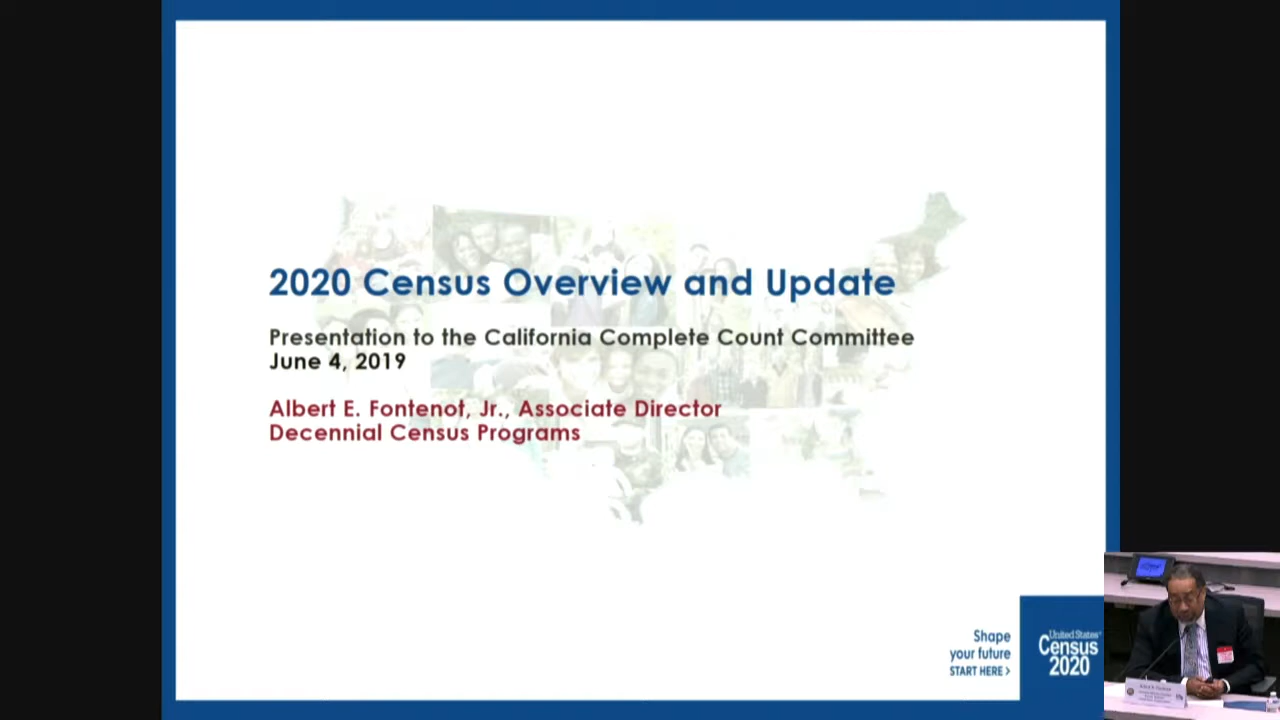 2020 Census Overview and Update
Presentation to the California Complete Count Committee
June 4, 2019
Albert E. Fontenot, Jr., Associate Director
Decennial Census Programs
Shape
your future
START HERE >
United States®
Census
2020